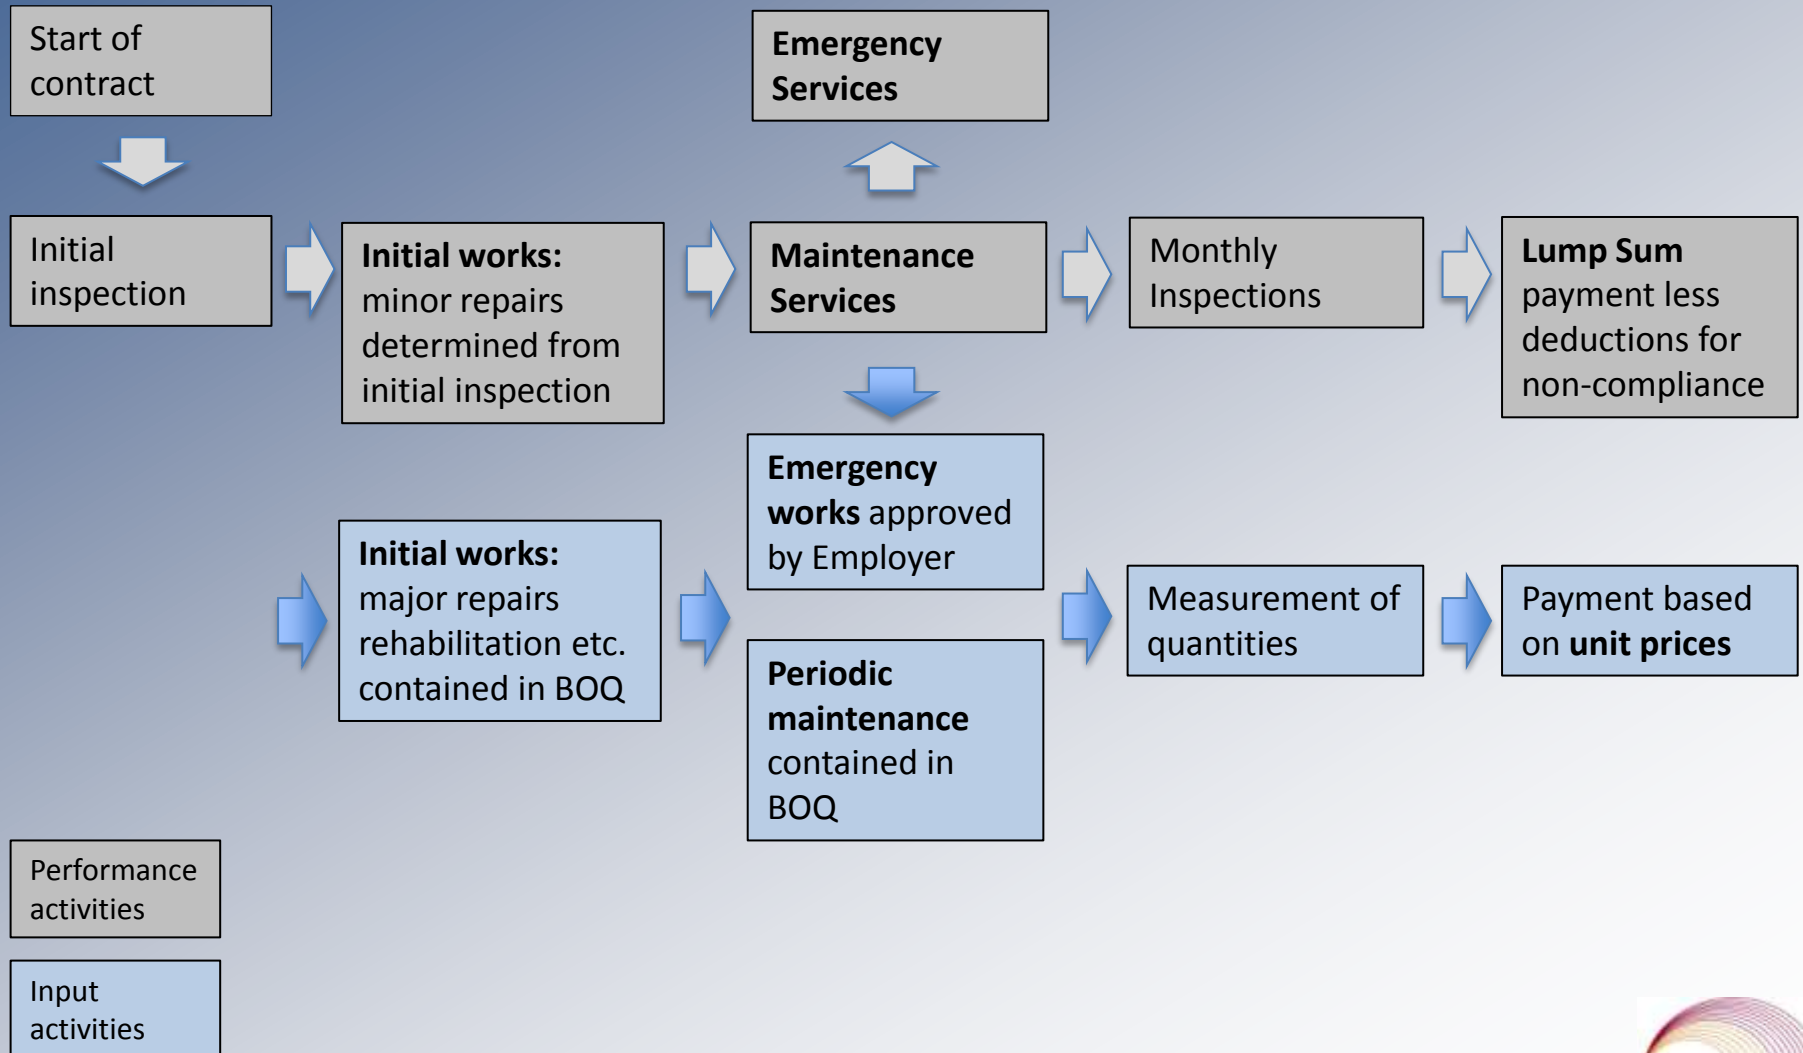 Start of
contract
Emergency
Services
Initial
inspection
Initial works:
minor repairs
determined from
initial inspection
Maintenance
Services
Monthly
Inspections
Lump Sum
payment less
deductions for
non-compliance
Initial works:
major repairs
rehabilitation etc.
contained in BOQ
Emergency
works approved
by Employer
Periodic
maintenance
contained in
BOQ
Measurement of
quantities
Payment based
on unit prices
Performance
activities
Input
activities